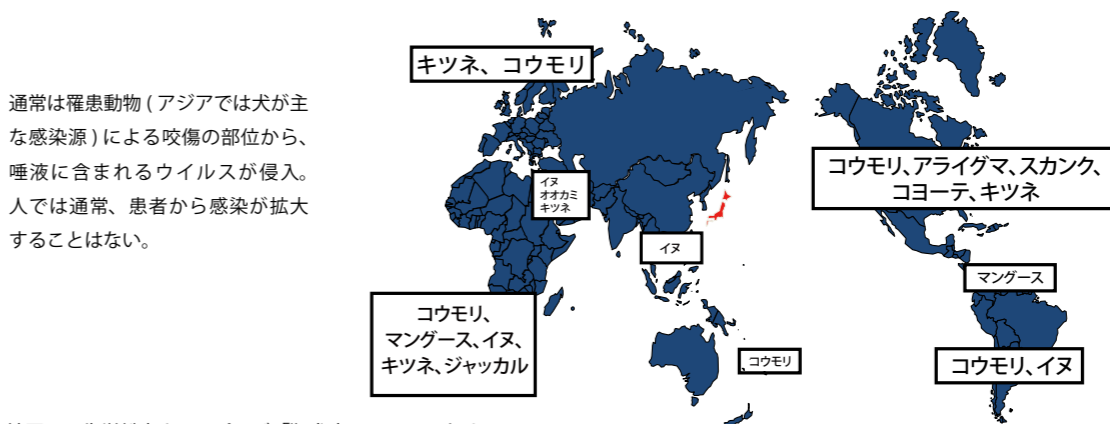 通常は罹患動物 ( アジアでは犬が主
な感染源 ) による咬傷の部位から、
唾液に含まれるウイルスが侵入。
人では通常、患者から感染が拡大
することはない。
キツネ、コウモリ
イヌ
オオカミ
キツネ
イヌ
コウモリ、
マングース、イヌ、
キツネ、ジャッカル
コウモリ
コウモリ、アライグマ、スカンク、
コヨーテ、キツネ
マングース
コウモリ、イヌ